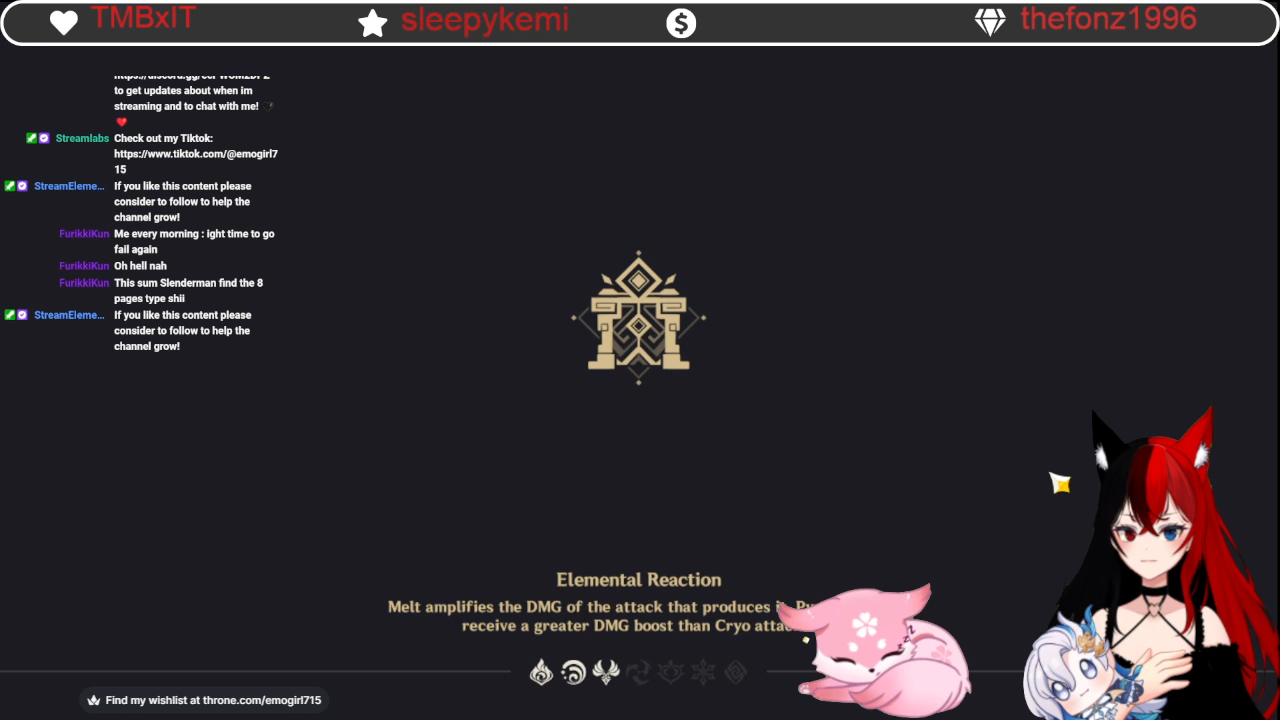 TMBxIT
sleepykemi
thefonz1996
to get updates about when im
streaming and to chat with me!
Streamlabs Check out my Tiktok:
https://www.tiktok.com/@emogirl7
15
StreamEleme... If you like this content please
consider to follow to help the
channel grow!
FurikkiKun Me every morning : ight time to go
fail again
FurikkiKun Oh hell nah
FurikkiKun This sum Slenderman find the 8
pages type shii
StreamEleme... If you like this content please
consider to follow to help the
channel grow!
Elemental Reaction
Melt amplifies the DMG of the attack that produces
receive a greater DMG boost than Cryo
Find my wishlist at throne.com/emogirl715